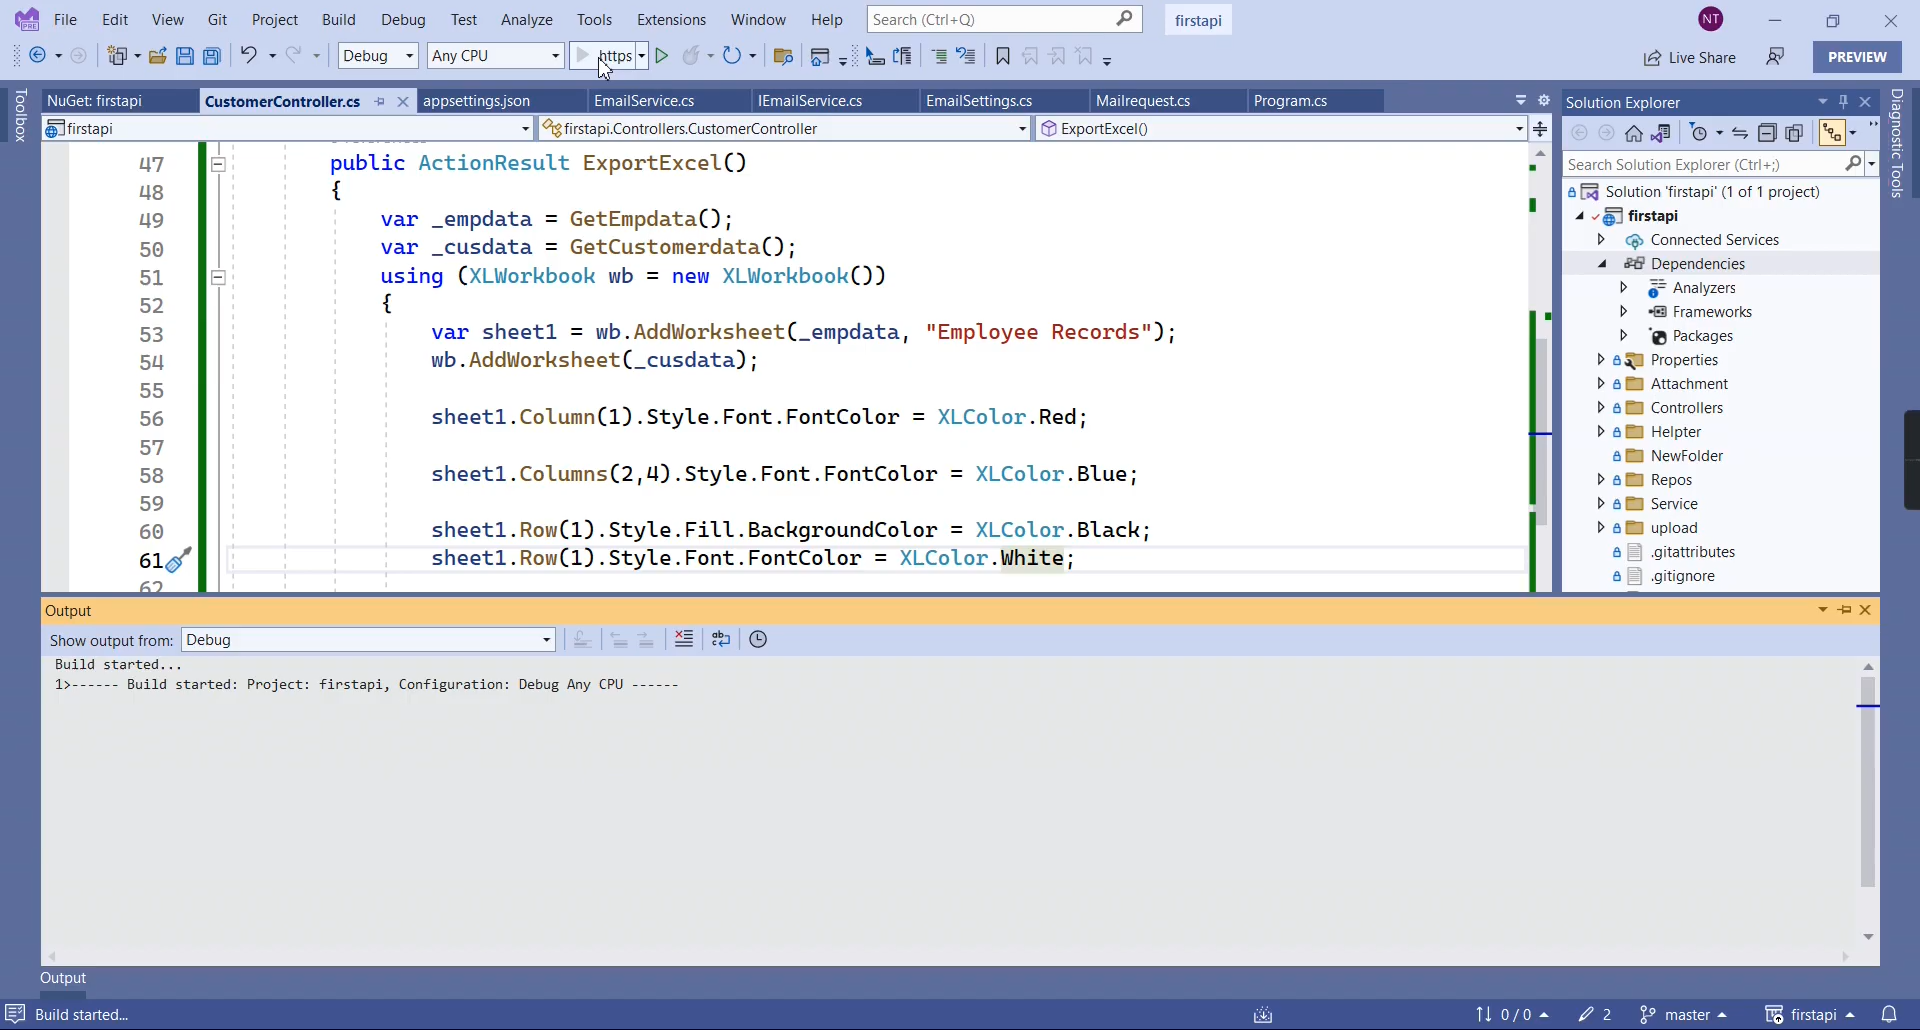 File Edit View Git Project Build Debug Test Analyze Tools Extensions Window Help Search (Ctrl+Q) firstapi NT
Debug Any CPU https Live Share PREVIEW
Toolbox
NuGet: firstapi CustomerController.cs appsettings.json EmailService.cs IEmailService.cs EmailSettings.cs Mailrequest.cs Program.cs
firstapi firstapi.Controllers.CustomerController ExportExcel()
47 public ActionResult ExportExcel()
48 {
49 var _empdata = GetEmpdata();
50 var _cusdata = GetCustomerdata();
51 using (XLWorkbook wb = new XLWorkbook())
52 {
53 var sheet1 = wb.AddWorksheet(_empdata, "Employee Records");
54 wb.AddWorksheet(_cusdata);
55
56 sheet1.Column(1).Style.Font.FontColor = XLColor.Red;
57
58 sheet1.Columns(2,4).Style.Font.FontColor = XLColor.Blue;
59
60 sheet1.Row(1).Style.Fill.BackgroundColor = XLColor.Black;
61 sheet1.Row(1).Style.Font.FontColor = XLColor.White;
62
Solution Explorer
Search Solution Explorer (Ctrl+;)
Solution 'firstapi' (1 of 1 project)
firstapi
Connected Services
Dependencies
Analyzers
Frameworks
Packages
Properties
Attachment
Controllers
Helpter
NewFolder
Repos
Service
upload
.gitattributes
.gitignore
Diagnostic Tools
Output
Show output from: Debug
Build started...
1>------ Build started: Project: firstapi, Configuration: Debug Any CPU ------
Output
Build started... 0 / 0 2 master firstapi